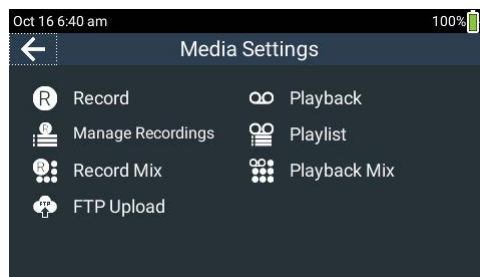 Oct 16 6:40 am 100%
Media Settings
R Record Playback
R Manage Recordings Playlist
R Record Mix Playback Mix
FTP FTP Upload